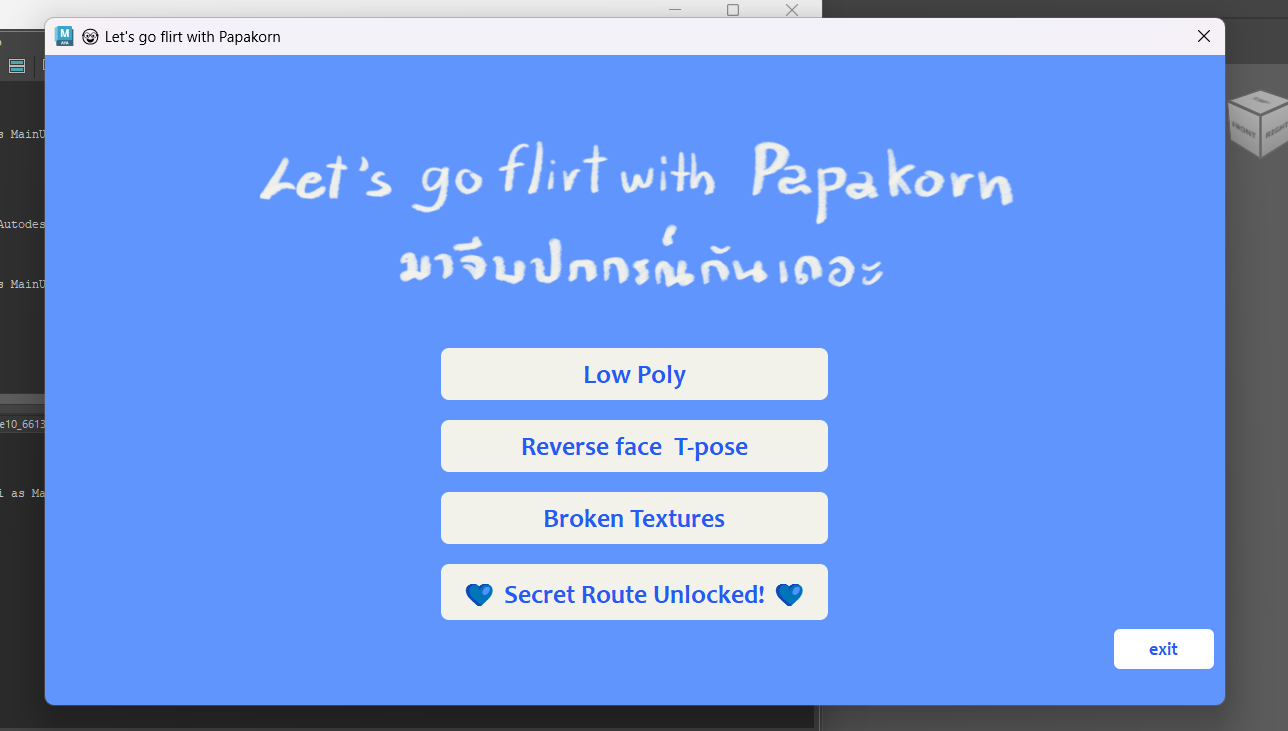 Let's go flirt with Papakorn
s MainU
Autodes
s MainU
e10_6613
i as Ma
Let's go flirt with Papakorn
มาจีบปภกรณ์กันเถอะ
Low Poly
Reverse face  T-pose
Broken Textures
💙 Secret Route Unlocked! 💙
exit
FRONT
RIGHT